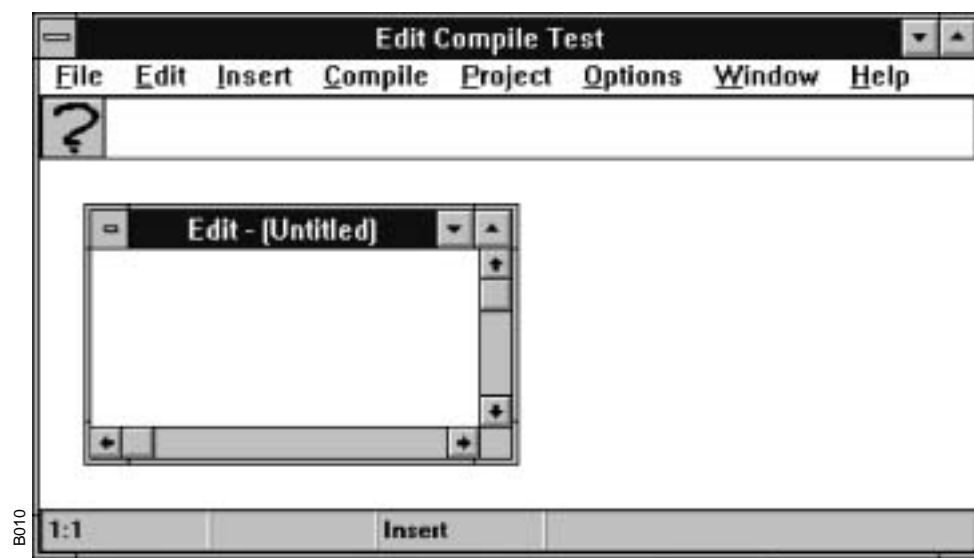 Edit Compile Test
File Edit Insert Compile Project Options Window Help
?
Edit - [Untitled]
1:1 Insert
B010